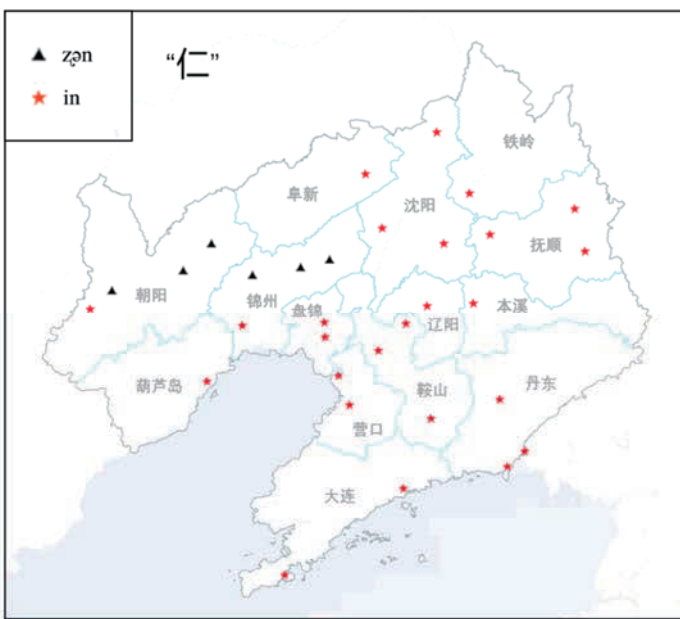 ʐən
“仁”
in
铁岭
阜新
沈阳
抚顺
朝阳
锦州
盘锦
辽阳
本溪
葫芦岛
鞍山
丹东
营口
大连